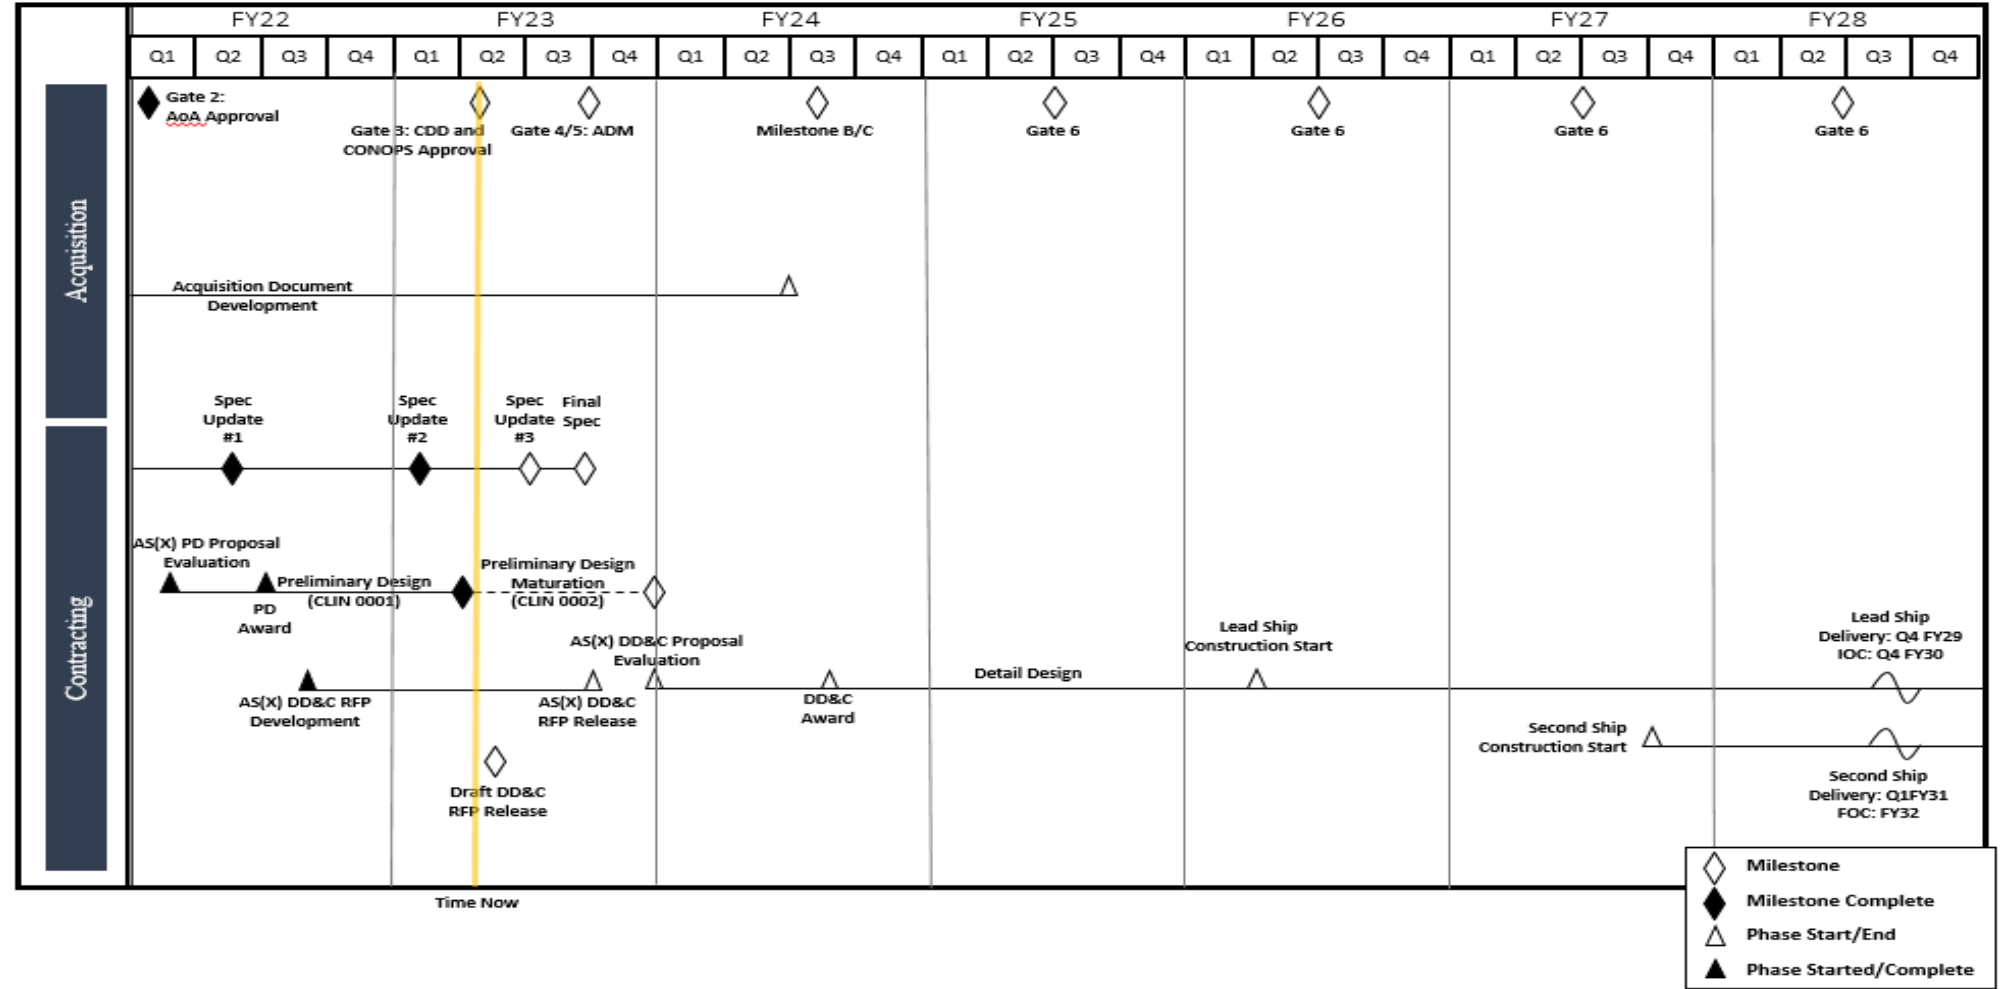 FY22 FY23 FY24 FY25 FY26 FY27 FY28
Q1 Q2 Q3 Q4 Q1 Q2 Q3 Q4 Q1 Q2 Q3 Q4 Q1 Q2 Q3 Q4 Q1 Q2 Q3 Q4 Q1 Q2 Q3 Q4 Q1 Q2 Q3 Q4
Acquisition
Gate 2:
AoA Approval
Gate 3: CDD and
CONOPS Approval
Gate 4/5: ADM
Milestone B/C
Gate 6
Gate 6
Gate 6
Gate 6
Acquisition Document
Development
Contracting
Spec
Update
#1
Spec
Update
#2
Spec
Update
#3
Final
Spec
AS(X) PD Proposal
Evaluation
PD
Award
Preliminary Design
(CLIN 0001)
Preliminary Design
Maturation
(CLIN 0002)
AS(X) DD&C RFP
Development
AS(X) DD&C
RFP Release
AS(X) DD&C Proposal
Evaluation
DD&C
Award
Detail Design
Lead Ship
Construction Start
Lead Ship
Delivery: Q4 FY29
IOC: Q4 FY30
Second Ship
Construction Start
Second Ship
Delivery: Q1FY31
FOC: FY32
Draft DD&C
RFP Release
Time Now
Milestone
Milestone Complete
Phase Start/End
Phase Started/Complete